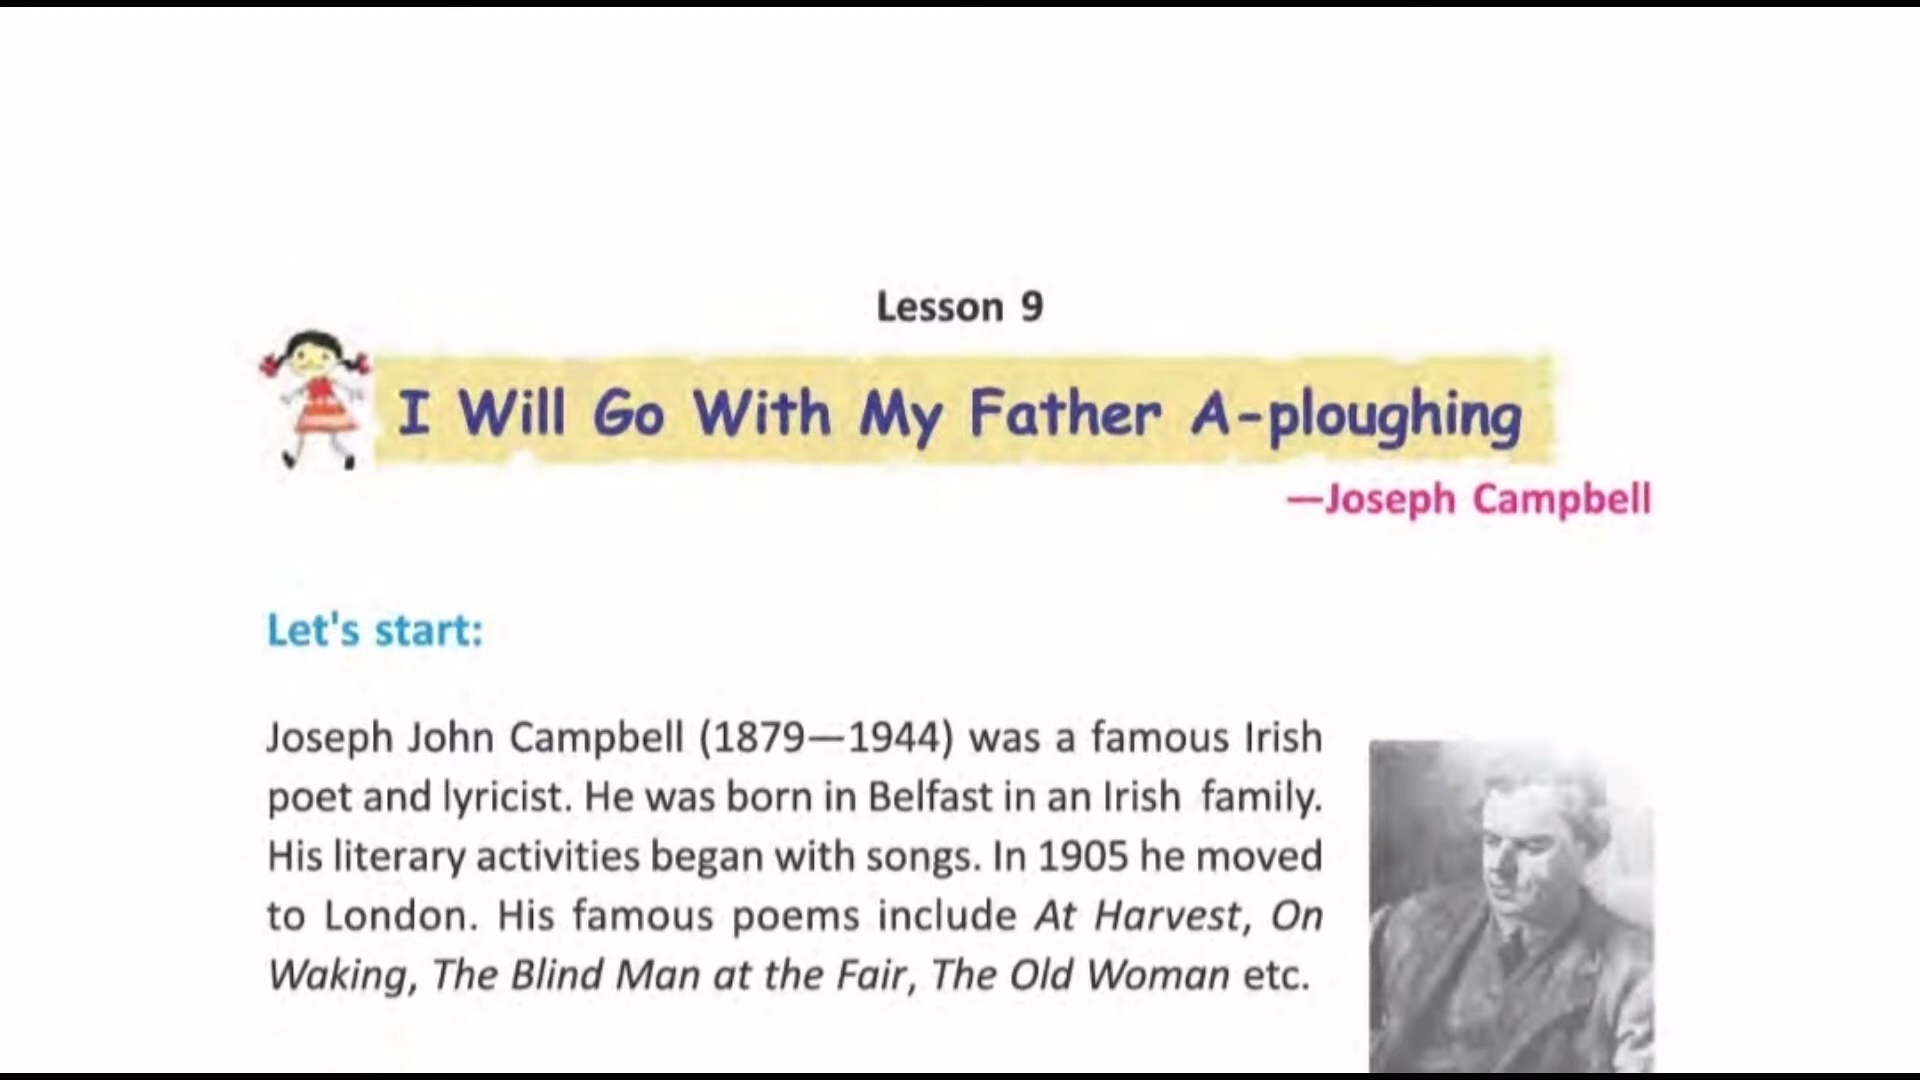 Lesson 9
I Will Go With My Father A-ploughing
—Joseph Campbell
Let's start:
Joseph John Campbell (1879—1944) was a famous Irish
poet and lyricist. He was born in Belfast in an Irish family.
His literary activities began with songs. In 1905 he moved
to London. His famous poems include At Harvest, On
Waking, The Blind Man at the Fair, The Old Woman etc.